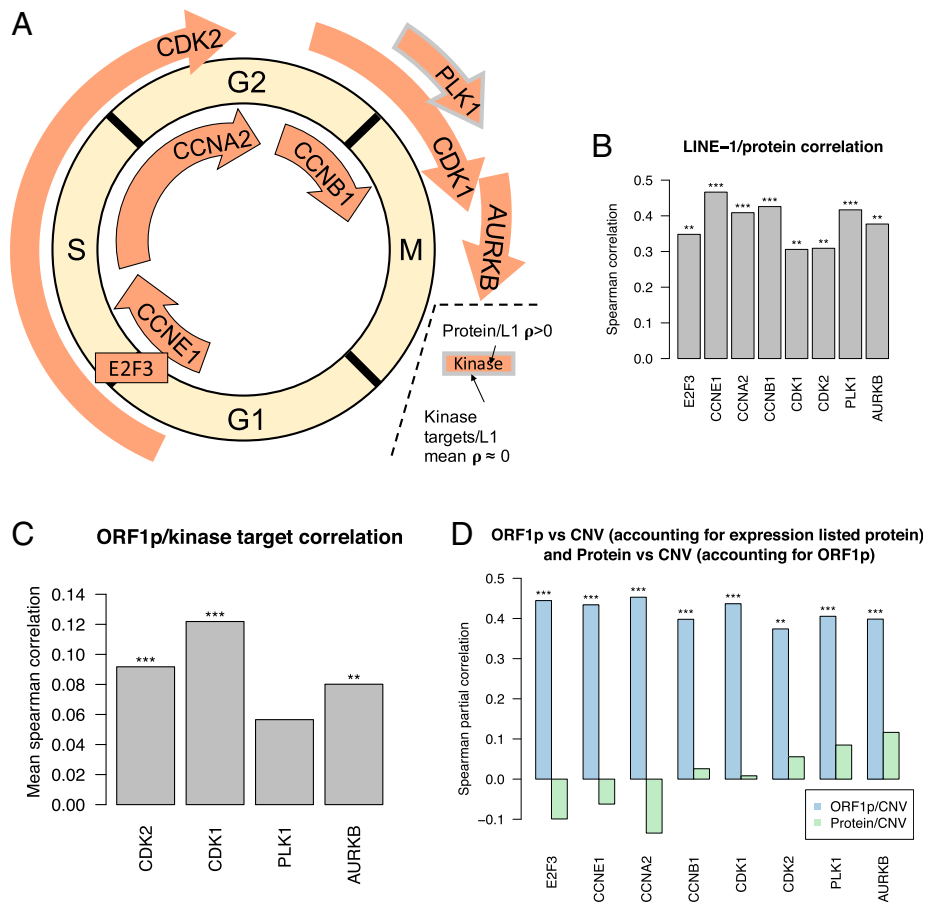 A
CDK2
G2
PLK1
CCNA2
CCNB1
CDK1
AURKB
S
M
CCNE1
E2F3
G1
Protein/L1 ρ>0
Kinase
Kinase
targets/L1
mean ρ ≈ 0
B
LINE−1/protein correlation
Spearman correlation
0.5
0.4
0.3
0.2
0.1
0.0
** *** *** *** ** ** *** **
E2F3
CCNE1
CCNA2
CCNB1
CDK1
CDK2
PLK1
AURKB
C
ORF1p/kinase target correlation
Mean spearman correlation
0.14
0.12
0.10
0.08
0.06
0.04
0.02
0.00
*** *** **
CDK2
CDK1
PLK1
AURKB
D
ORF1p vs CNV (accounting for expression listed protein)
and Protein vs CNV (accounting for ORF1p)
Spearman partial correlation
0.5
0.4
0.3
0.2
0.1
0.0
−0.1
*** *** *** *** *** ** *** ***
ORF1p/CNV
Protein/CNV
E2F3
CCNE1
CCNA2
CCNB1
CDK1
CDK2
PLK1
AURKB